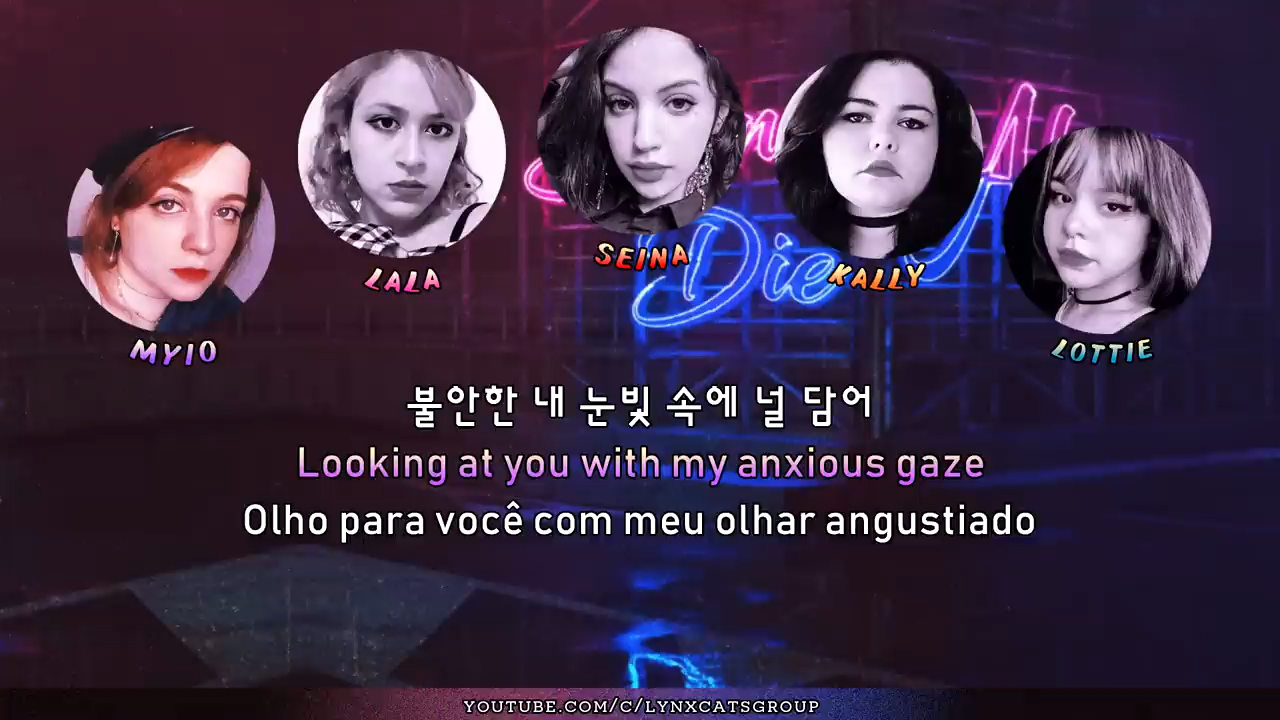 MYIO
LALA
SEINA
KALLY
LOTTIE
Die
불안한 내 눈빛 속에 널 담어
Looking at you with my anxious gaze
Olho para você com meu olhar angustiado
YOUTUBE.COM/C/LYNXCATSGROUP